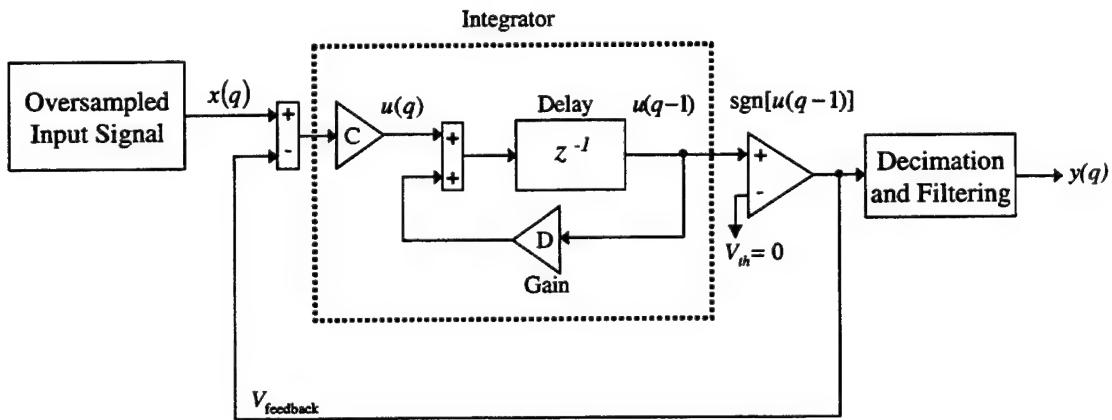 Integrator
Oversampled
Input Signal
x(q)
+
-
C
u(q)
+
+
Delay
z^-1
u(q-1)
D
Gain
sgn[u(q-1)]
+
-
V_th = 0
Decimation
and Filtering
y(q)
V_feedback